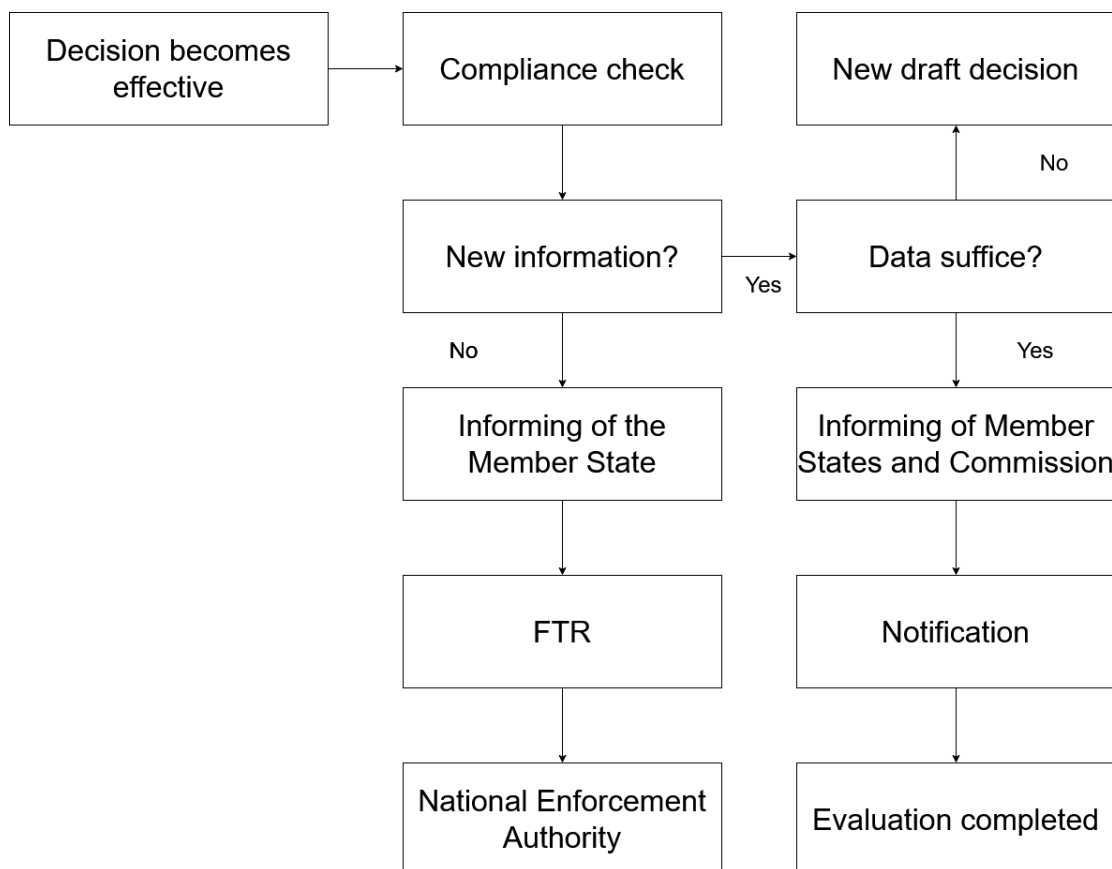 Decision becomes
effective
Compliance check
New draft decision
No
New information?
Yes
Data suffice?
No
Yes
Informing of the
Member State
Informing of Member
States and Commission
FTR
Notification
National Enforcement
Authority
Evaluation completed